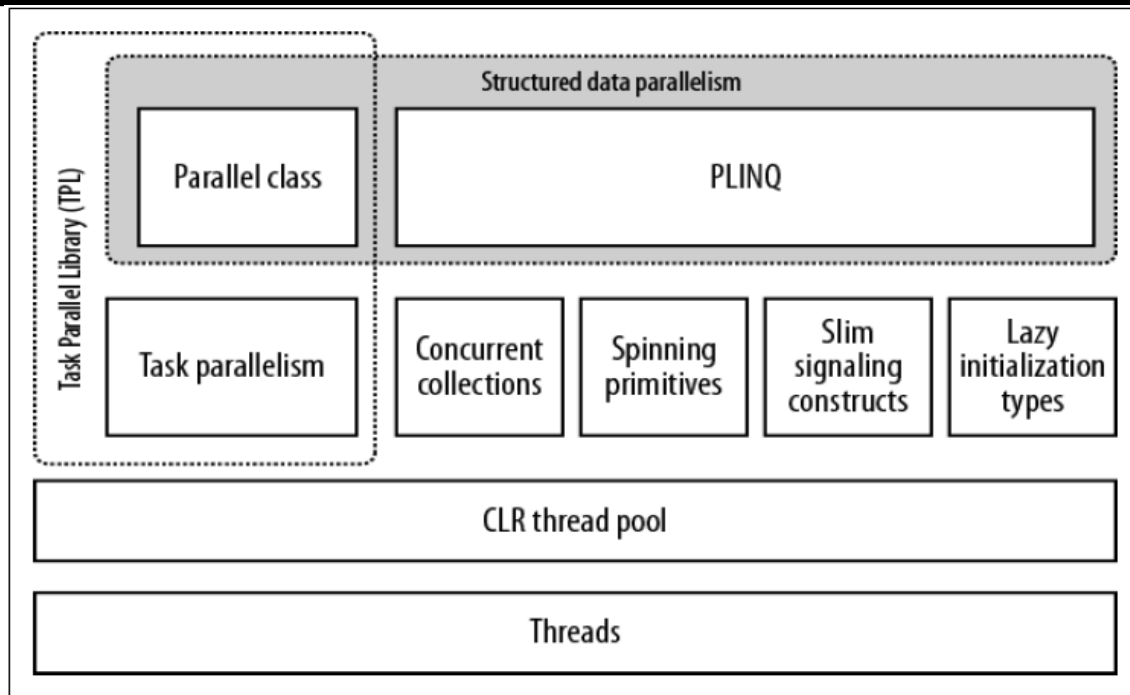 Structured data parallelism
Task Parallel Library (TPL)
Parallel class
PLINQ
Task parallelism
Concurrent
collections
Spinning
primitives
Slim
signaling
constructs
Lazy
initialization
types
CLR thread pool
Threads